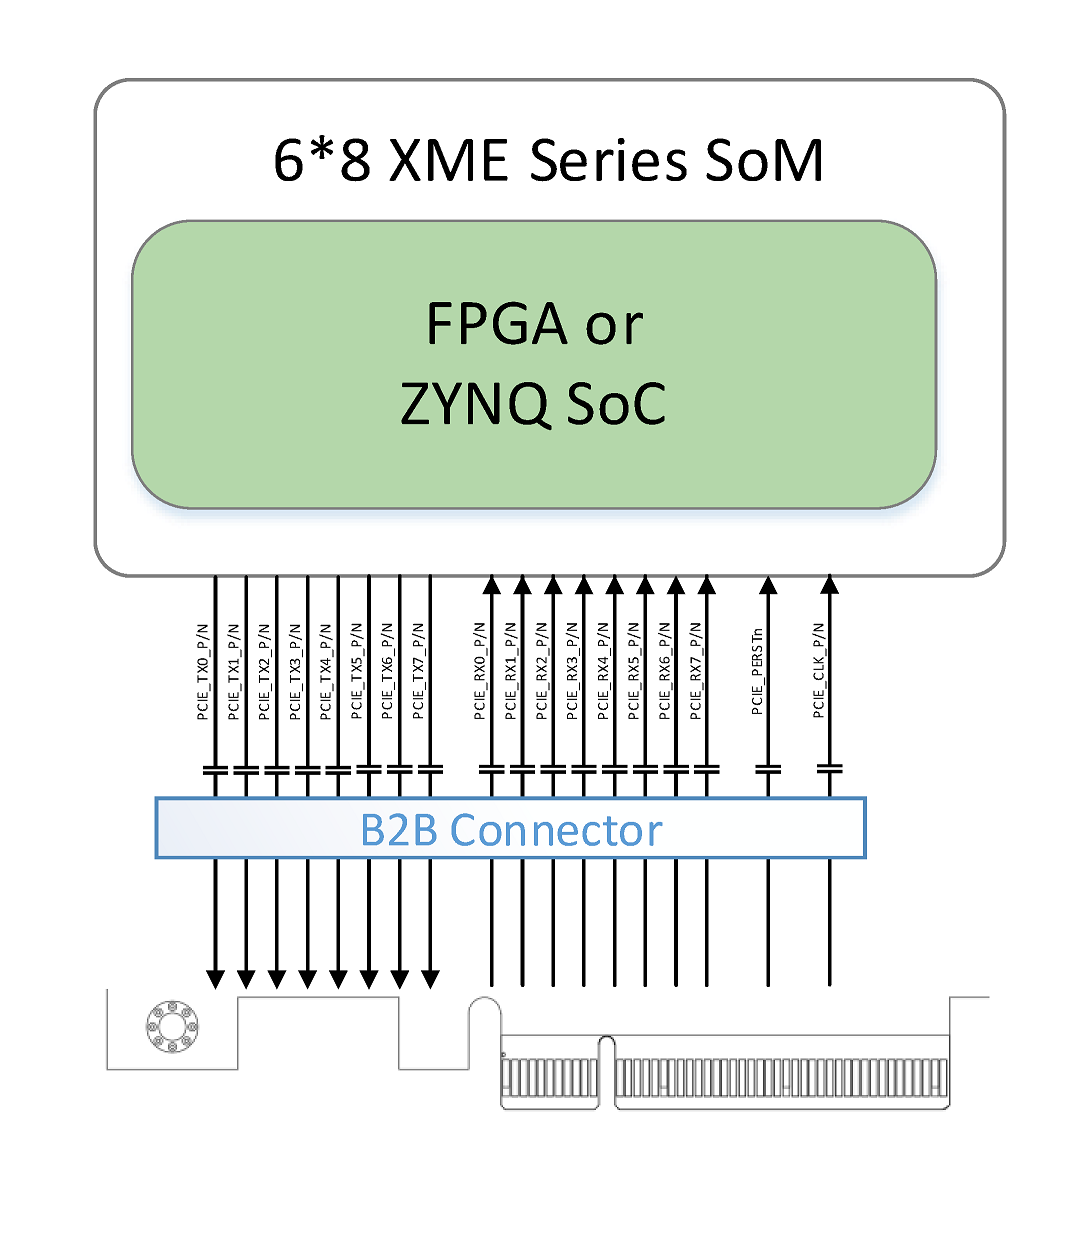 6*8 XME Series SoM
FPGA or
ZYNQ SoC
PCIE_TX0_P/N
PCIE_TX1_P/N
PCIE_TX2_P/N
PCIE_TX3_P/N
PCIE_TX4_P/N
PCIE_TX5_P/N
PCIE_TX6_P/N
PCIE_TX7_P/N
PCIE_RX0_P/N
PCIE_RX1_P/N
PCIE_RX2_P/N
PCIE_RX3_P/N
PCIE_RX4_P/N
PCIE_RX5_P/N
PCIE_RX6_P/N
PCIE_RX7_P/N
PCIE_PERSTn
PCIE_CLK_P/N
B2B Connector